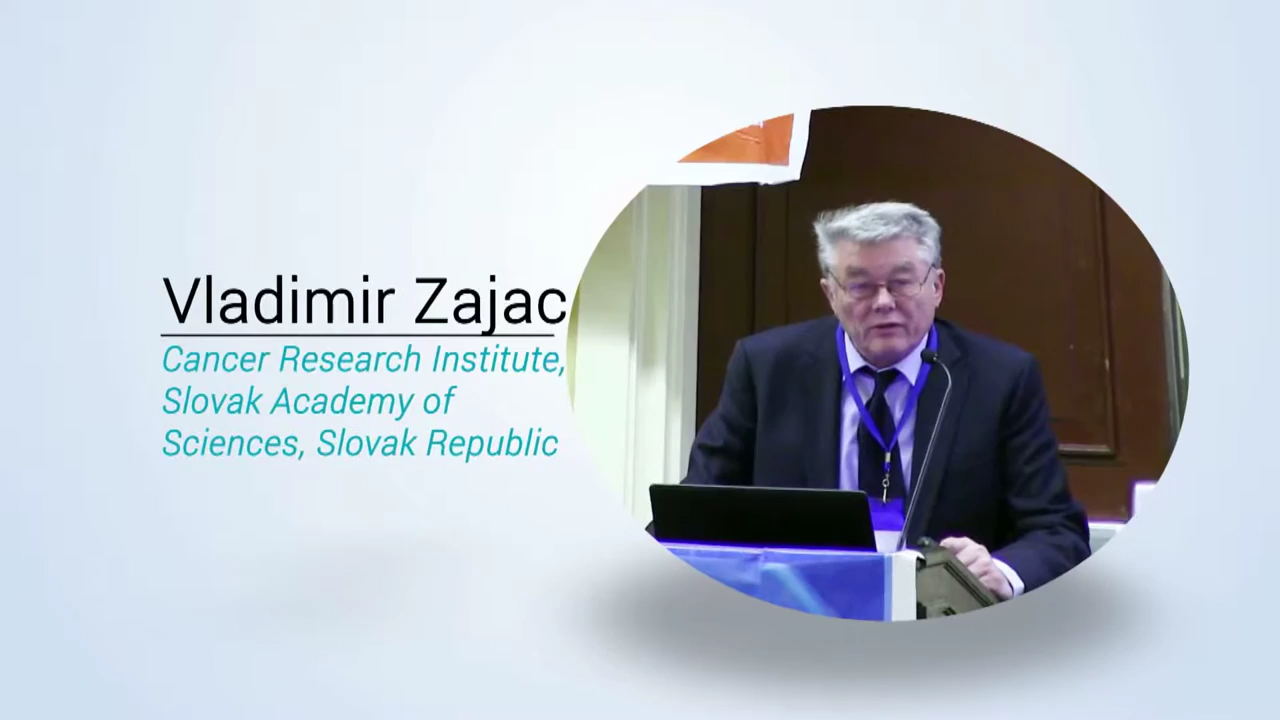 Vladimir Zajac
Cancer Research Institute,
Slovak Academy of
Sciences, Slovak Republic